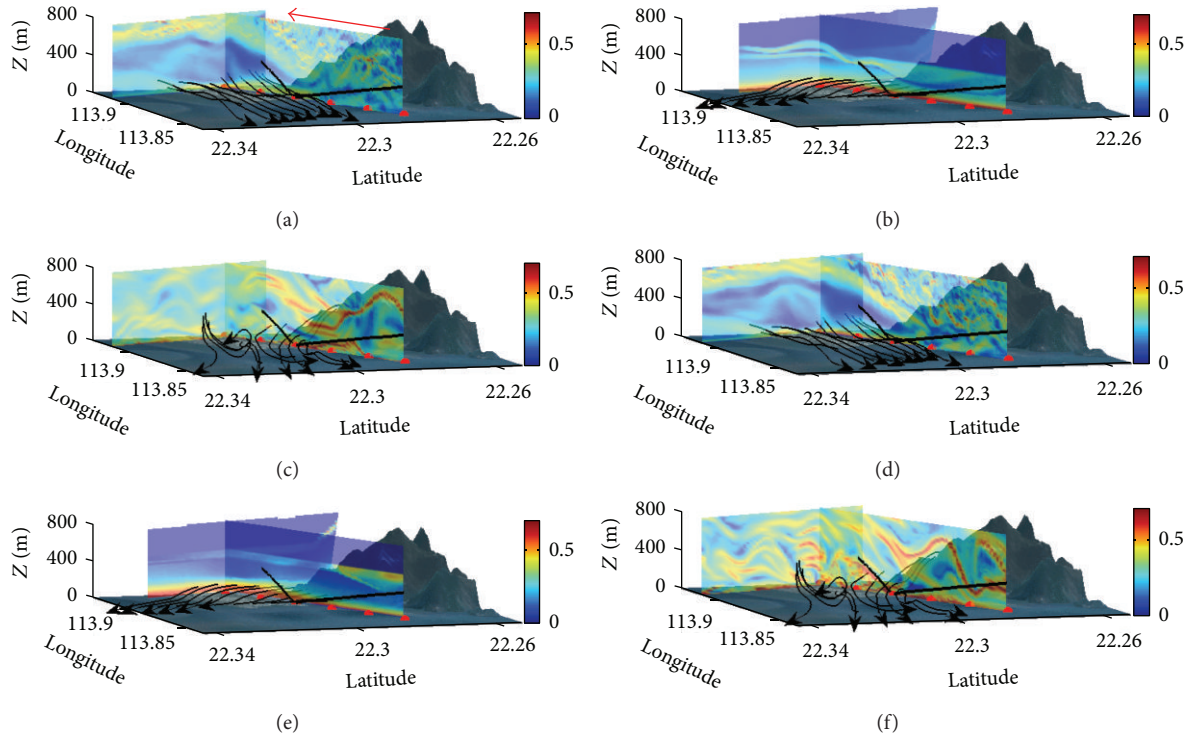 800
400
0
Z (m)
113.9
113.85
Longitude
22.34
22.3
22.26
Latitude
0.5
0
(a)
800
400
0
Z (m)
113.9
113.85
Longitude
22.34
22.3
22.26
Latitude
0.5
0
(b)
800
400
0
Z (m)
113.9
113.85
Longitude
22.34
22.3
22.26
Latitude
0.5
0
(c)
800
400
0
Z (m)
113.9
113.85
Longitude
22.34
22.3
22.26
Latitude
0.5
0
(d)
800
400
0
Z (m)
113.9
113.85
Longitude
22.34
22.3
22.26
Latitude
0.5
0
(e)
800
400
0
Z (m)
113.9
113.85
Longitude
22.34
22.3
22.26
Latitude
0.5
0
(f)